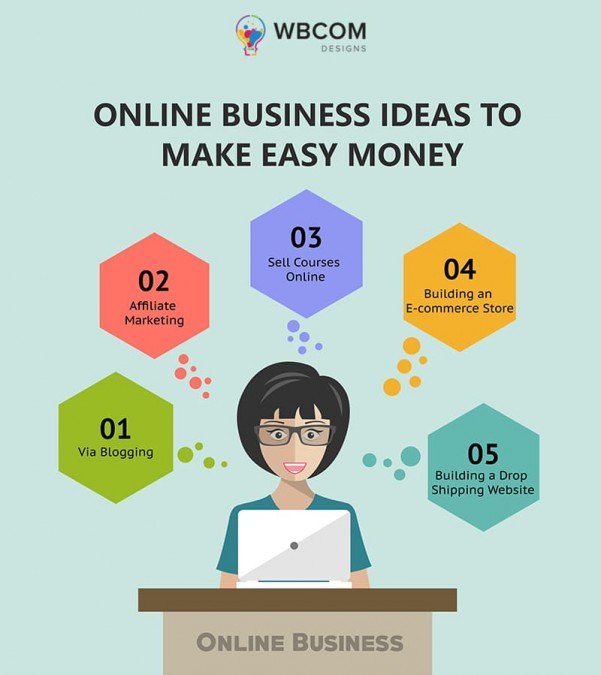 WBCOM
DESIGNS
ONLINE BUSINESS IDEAS TO
MAKE EASY MONEY
01
Via Blogging
02
Affiliate
Marketing
03
Sell Courses
Online
04
Building an
E-commerce Store
05
Building a Drop
Shipping Website
ONLINE BUSINESS